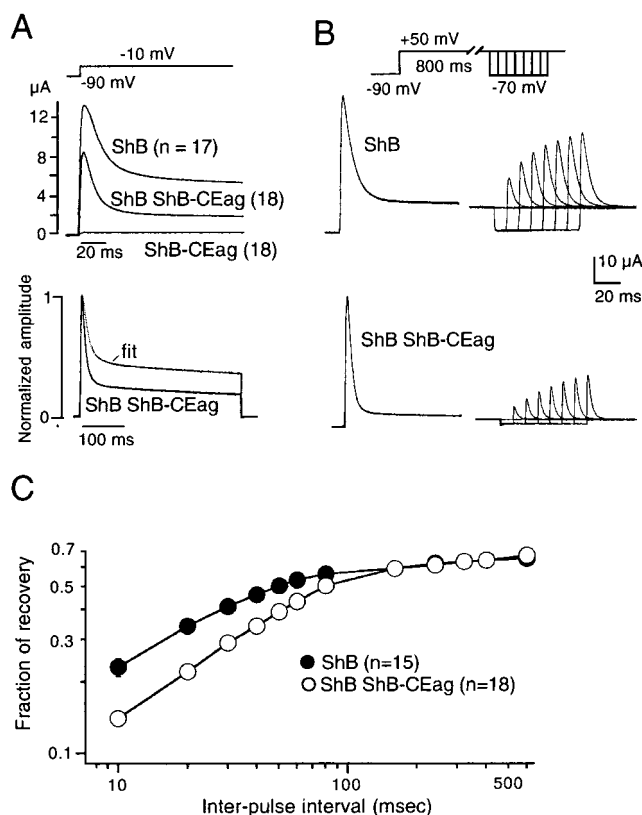 A
-10 mV
-90 mV
µA
12
8
4
2
0
ShB (n = 17)
ShB ShB-CEag (18)
ShB-CEag (18)
20 ms
Normalized amplitude
1
0
fit
ShB ShB-CEag
100 ms
B
+50 mV
800 ms
-90 mV
-70 mV
ShB
10 µA
20 ms
ShB ShB-CEag
C
Fraction of recovery
0.7
0.5
0.3
0.1
ShB (n=15)
ShB ShB-CEag (n=18)
10
100
500
Inter-pulse interval (msec)